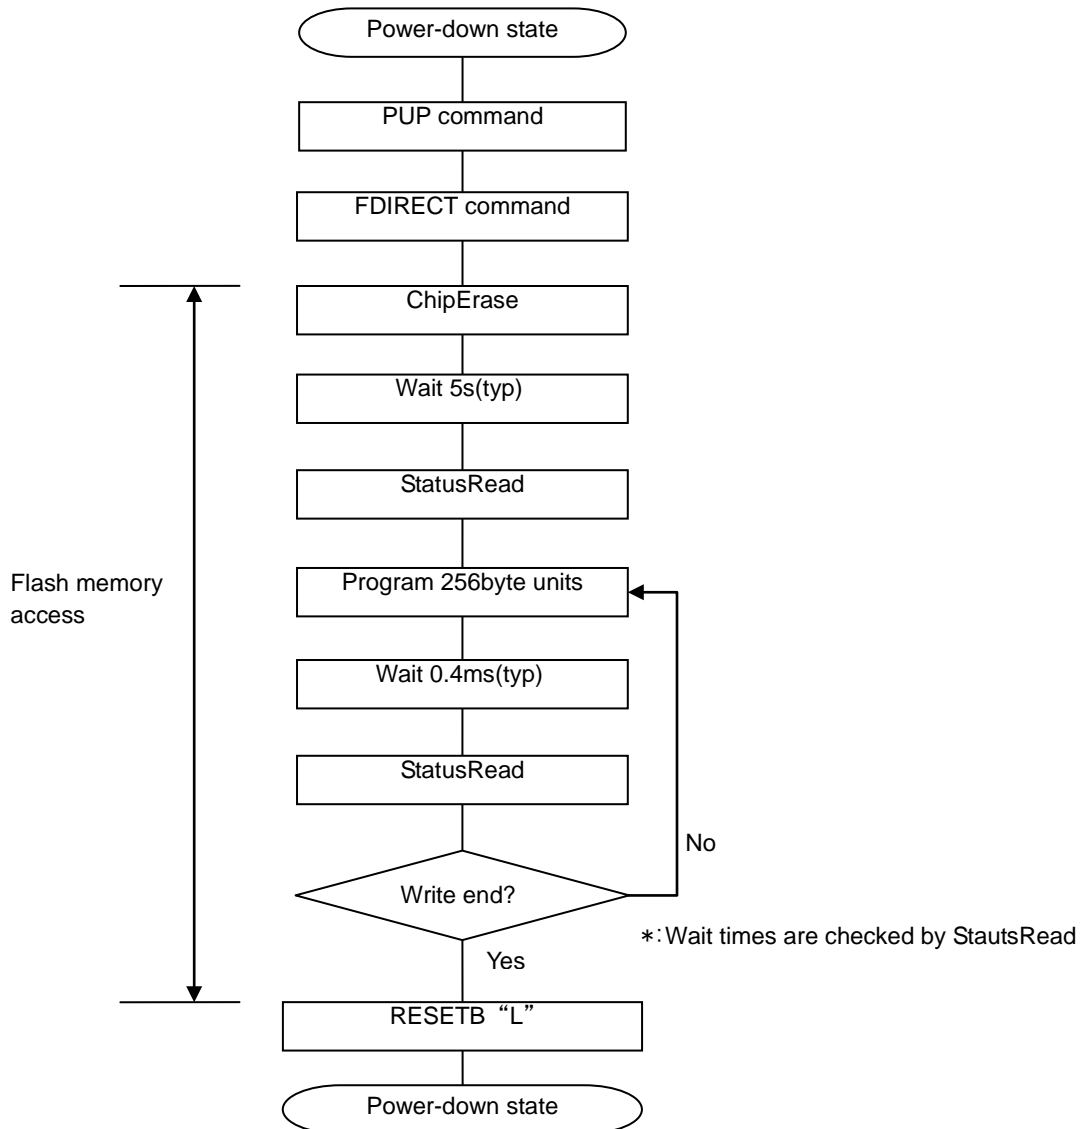 Power-down state
PUP command
FDIRECT command
ChipErase
Wait 5s(typ)
StatusRead
Flash memory
access
Program 256byte units
Wait 0.4ms(typ)
StatusRead
No
Write end?
*:Wait times are checked by StautsRead
Yes
RESETB “L”
Power-down state